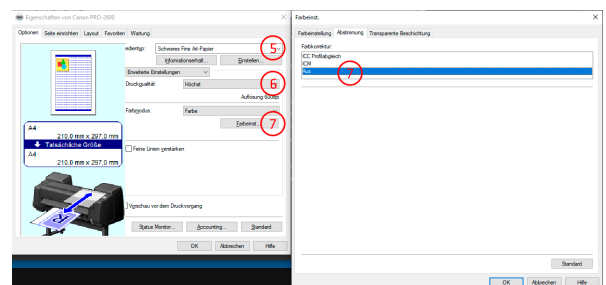 Eigenschaften von Canon PRO-2600
Optionen Seite einrichten Layout Favoriten Wartung
edientyp: Schweres Fine Art-Papier
5
Informationserhalt... Einstellen...
Erweiterte Einstellungen
Druckqualität: Höchst
6
Auflösung:600dpi
Farbmodus: Farbe
Farbeinst...
7
A4 :
210.0 mm x 297.0 mm
Tatsächliche Größe
A4 :
210.0 mm x 297.0 mm
Feine Linien verstärken
Vorschau vor dem Druckvorgang
Status Monitor... Accounting... Standard
OK Abbrechen Hilfe
Farbeinst.
Farbeinstellung Abstimmung Transparente Beschichtung
Farbkorrektur:
ICC Profilabgleich
ICM
Aus
7
Standard
OK Abbrechen Hilfe